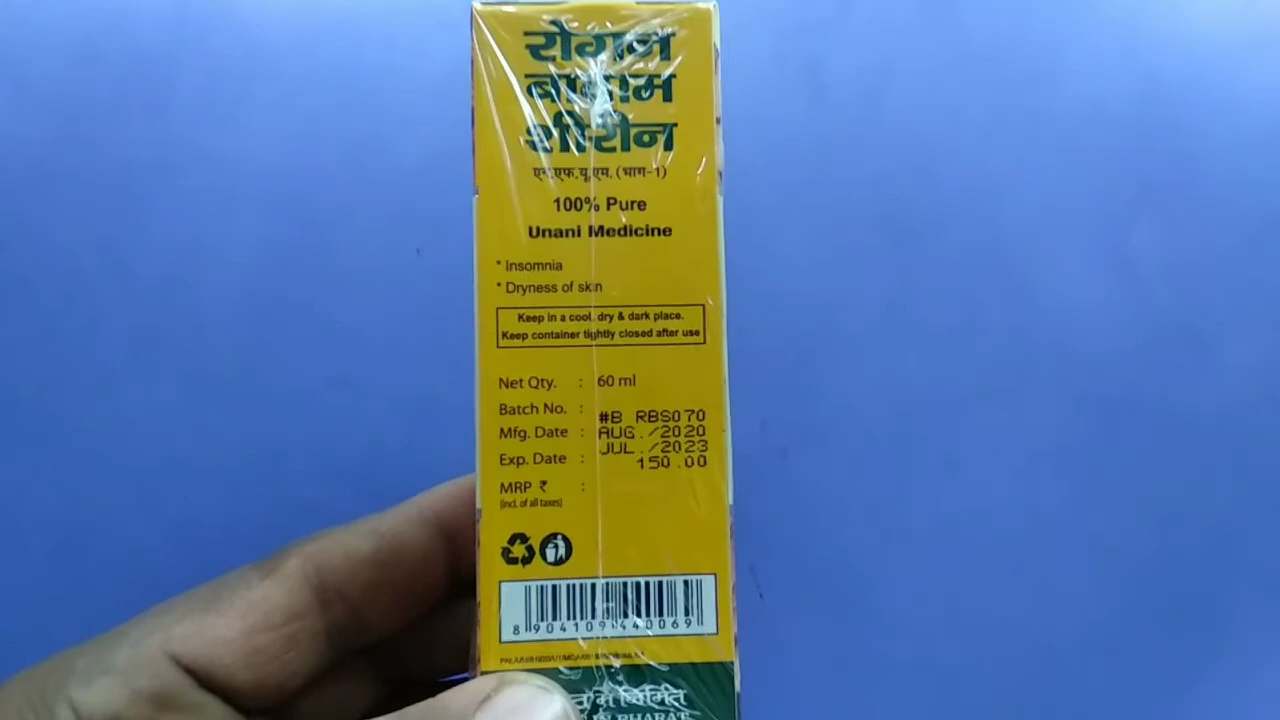 रोगन
बादाम
शीरीन
एन.एफ.यू.एम. (भाग-1)
100% Pure
Unani Medicine
* Insomnia
* Dryness of skin
Keep in a cool, dry & dark place.
Keep container tightly closed after use
Net Qty. : 60 ml
Batch No. : #B RBS070
Mfg. Date : AUG./2020
Exp. Date : JUL./2023
MRP ₹ : 150.00
(incl. of all taxes)
8 904109 440069
में निर्मित
BHARAT